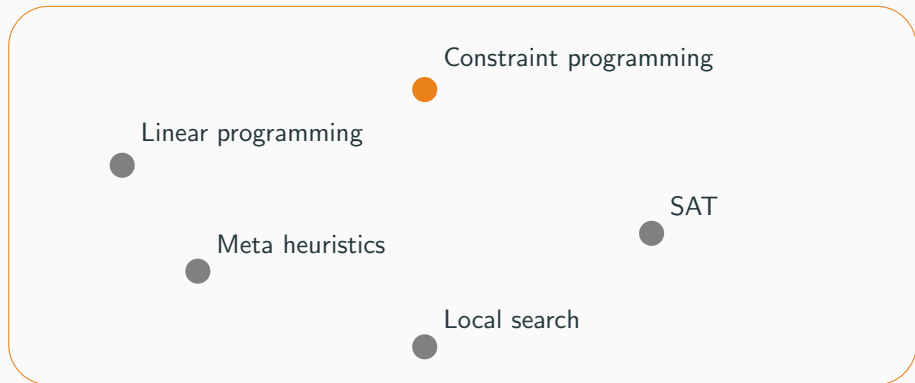 Constraint programming
Linear programming
SAT
Meta heuristics
Local search